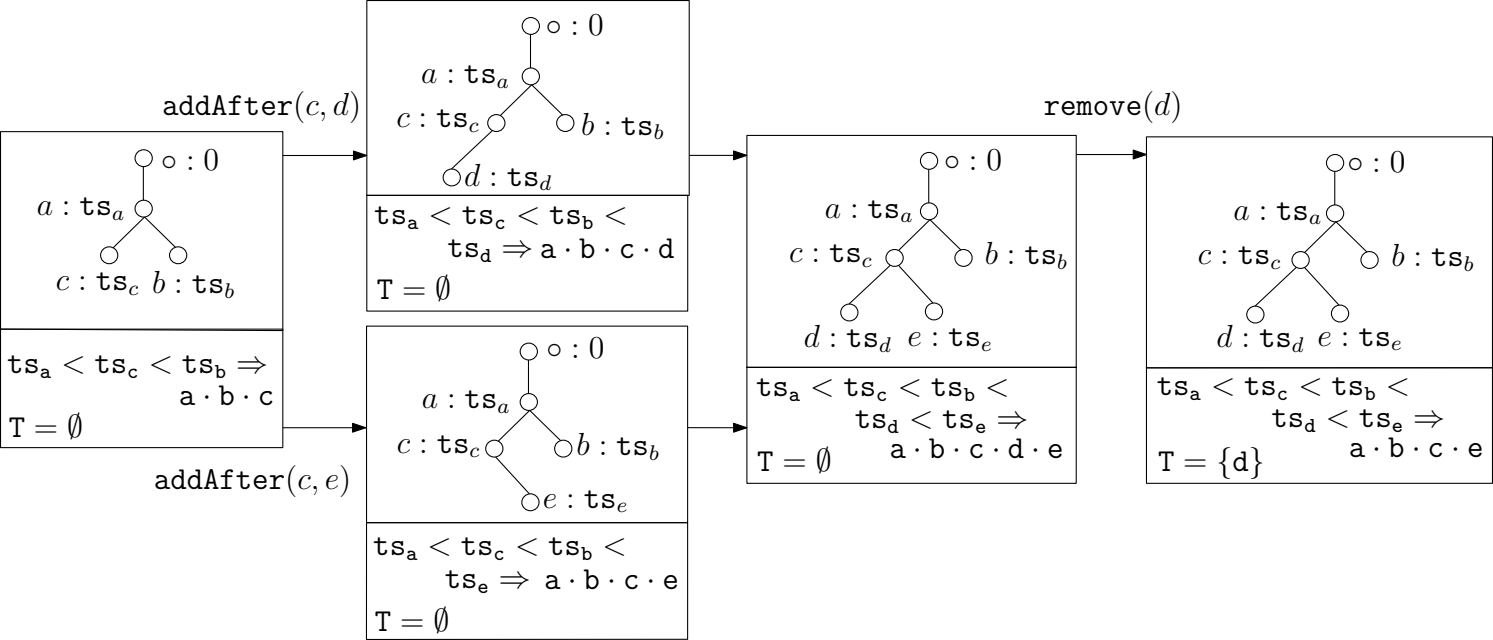 addAfter(c, d)
∘ : 0
a : ts_a
c : ts_c b : ts_b
ts_a < ts_c < ts_b ⇒
a · b · c
T = ∅
addAfter(c, e)
∘ : 0
a : ts_a
c : ts_c
b : ts_b
d : ts_d
ts_a < ts_c < ts_b <
ts_d ⇒ a · b · c · d
T = ∅
∘ : 0
a : ts_a
c : ts_c
b : ts_b
e : ts_e
ts_a < ts_c < ts_b <
ts_e ⇒ a · b · c · e
T = ∅
∘ : 0
a : ts_a
c : ts_c
b : ts_b
d : ts_d e : ts_e
ts_a < ts_c < ts_b <
ts_d < ts_e ⇒
a · b · c · d · e
T = ∅
remove(d)
∘ : 0
a : ts_a
c : ts_c
b : ts_b
d : ts_d e : ts_e
ts_a < ts_c < ts_b <
ts_d < ts_e ⇒
a · b · c · e
T = {d}